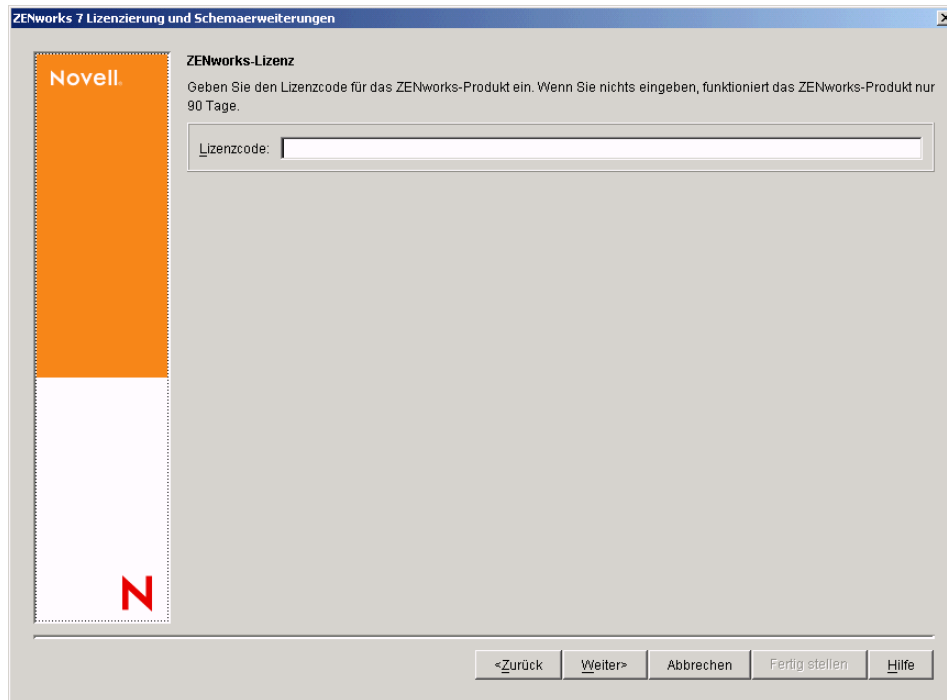 ZENworks 7 Lizenzierung und Schemaerweiterungen
Novell.
ZENworks-Lizenz
Geben Sie den Lizenzcode für das ZENworks-Produkt ein. Wenn Sie nichts eingeben, funktioniert das ZENworks-Produkt nur
90 Tage.
Lizenzcode:
N
<Zurück Weiter> Abbrechen Fertig stellen Hilfe